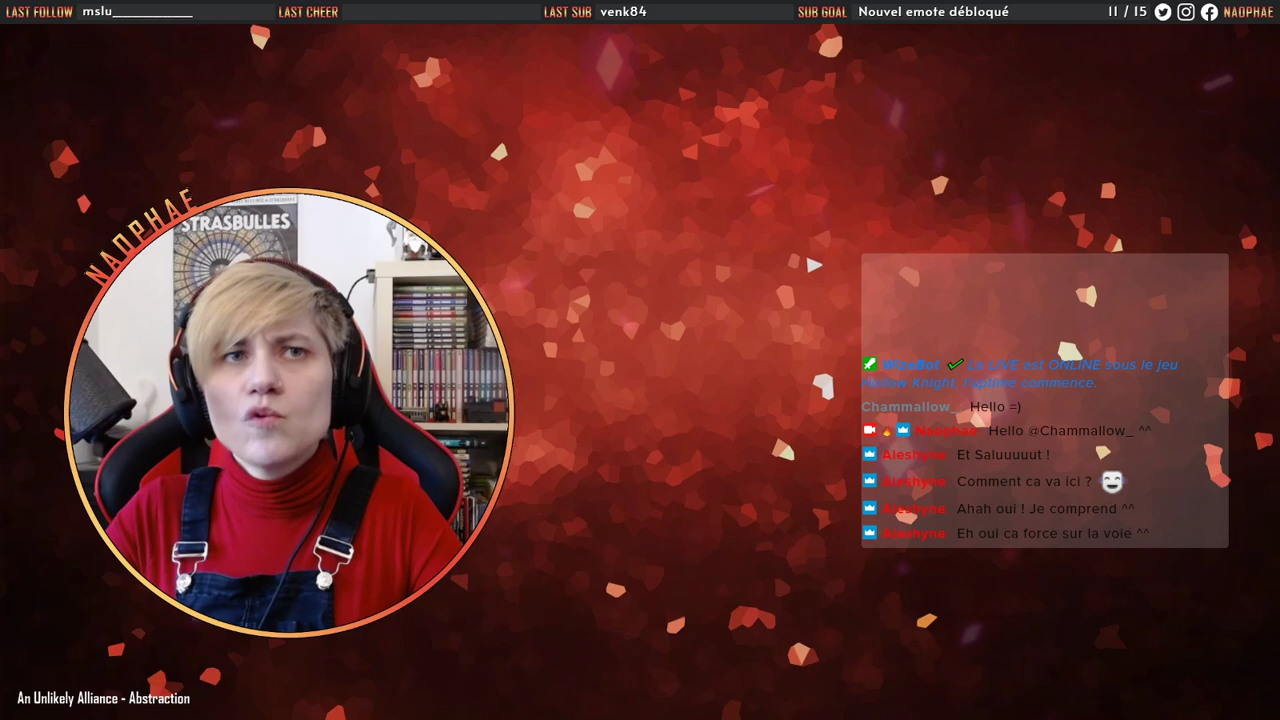 LAST FOLLOW mslu__________ LAST CHEER LAST SUB venk84 SUB GOAL Nouvel emote débloqué 11 / 15 NAOPHAE
NAOPHAE
STRASBULLES
WizeBot Le LIVE est ONLINE sous le jeu
Hollow Knight, l'uptime commence.
Chammallow_ Hello =)
Naophae Hello @Chammallow_ ^^
Aleshyne Et Saluuuuut !
Aleshyne Comment ca va ici ?
Aleshyne Ahah oui ! Je comprend ^^
Aleshyne Eh oui ca force sur la voie ^^
An Unlikely Alliance - Abstraction